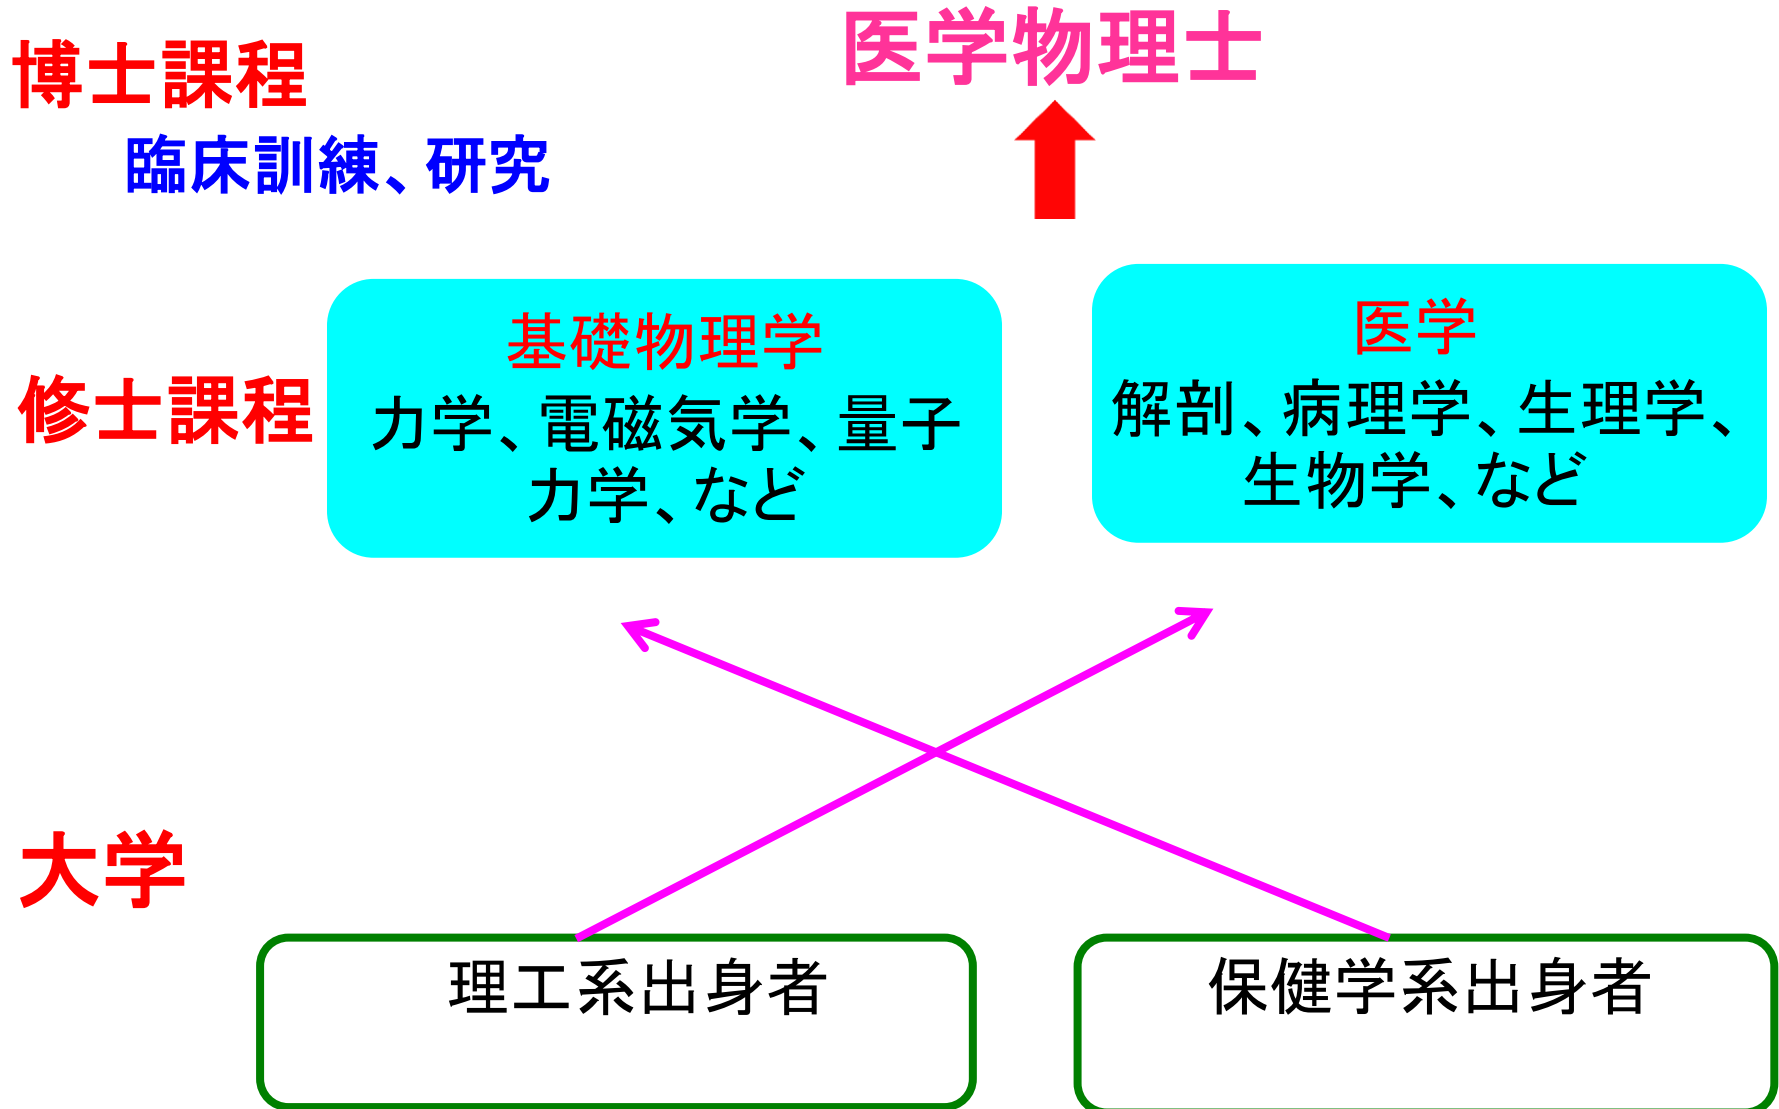 医学物理士
博士課程
臨床訓練、研究
修士課程
基礎物理学
力学、電磁気学、量子
力学、など
医学
解剖、病理学、生理学、
生物学、など
大学
理工系出身者
保健学系出身者